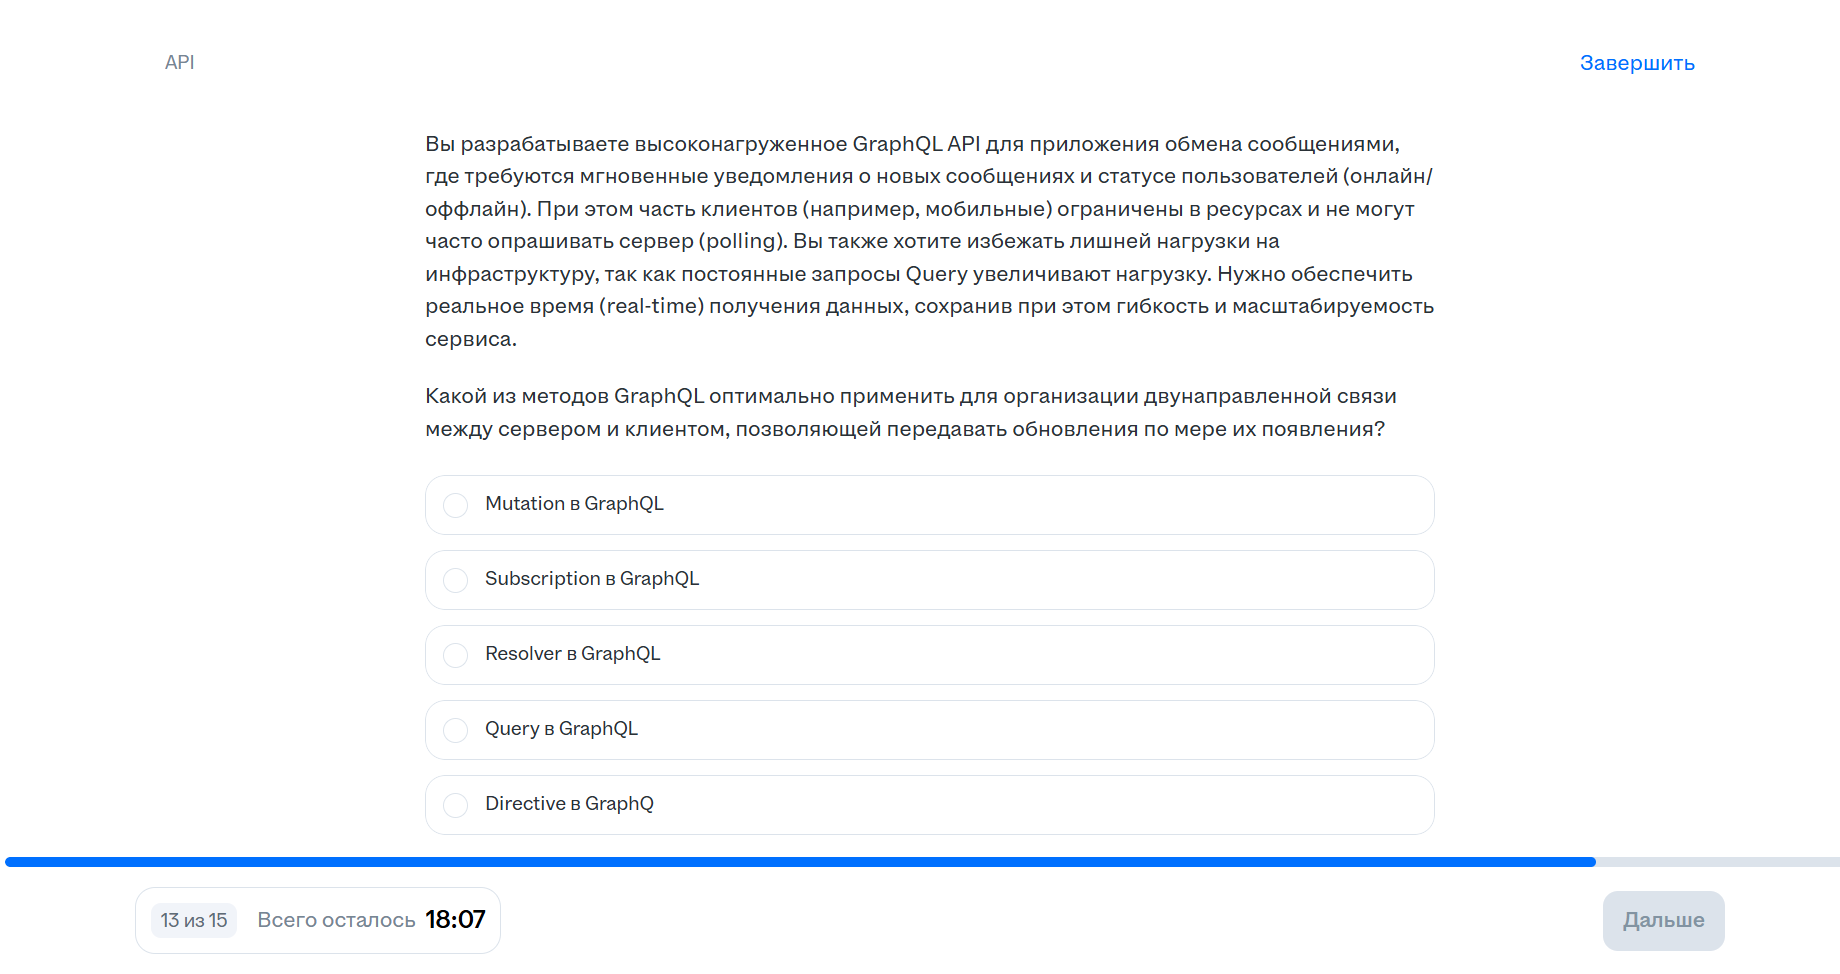 API
Завершить
Вы разрабатываете высоконагруженное GraphQL API для приложения обмена сообщениями,
где требуются мгновенные уведомления о новых сообщениях и статусе пользователей (онлайн/
оффлайн). При этом часть клиентов (например, мобильные) ограничены в ресурсах и не могут
часто опрашивать сервер (polling). Вы также хотите избежать лишней нагрузки на
инфраструктуру, так как постоянные запросы Query увеличивают нагрузку. Нужно обеспечить
реальное время (real-time) получения данных, сохранив при этом гибкость и масштабируемость
сервиса.
Какой из методов GraphQL оптимально применить для организации двунаправленной связи
между сервером и клиентом, позволяющей передавать обновления по мере их появления?
Mutation в GraphQL
Subscription в GraphQL
Resolver в GraphQL
Query в GraphQL
Directive в GraphQ
13 из 15
Всего осталось 18:07
Дальше